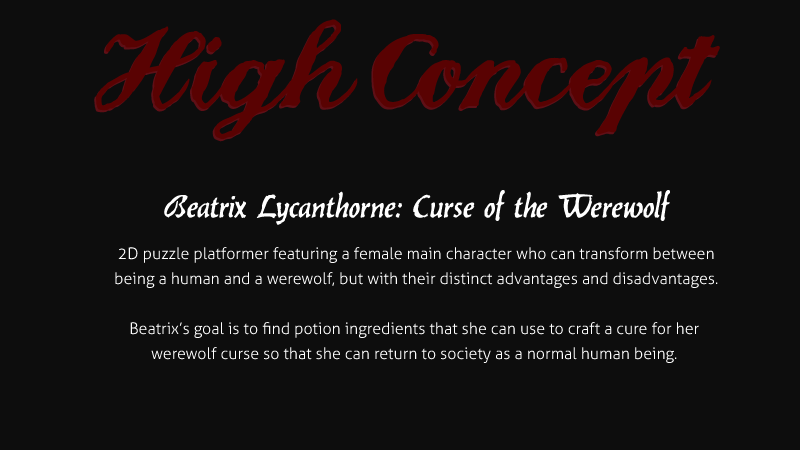 High Concept
Beatrix Lycanthorne: Curse of the Werewolf
2D puzzle platformer featuring a female main character who can transform between
being a human and a werewolf, but with their distinct advantages and disadvantages.
Beatrix’s goal is to find potion ingredients that she can use to craft a cure for her
werewolf curse so that she can return to society as a normal human being.